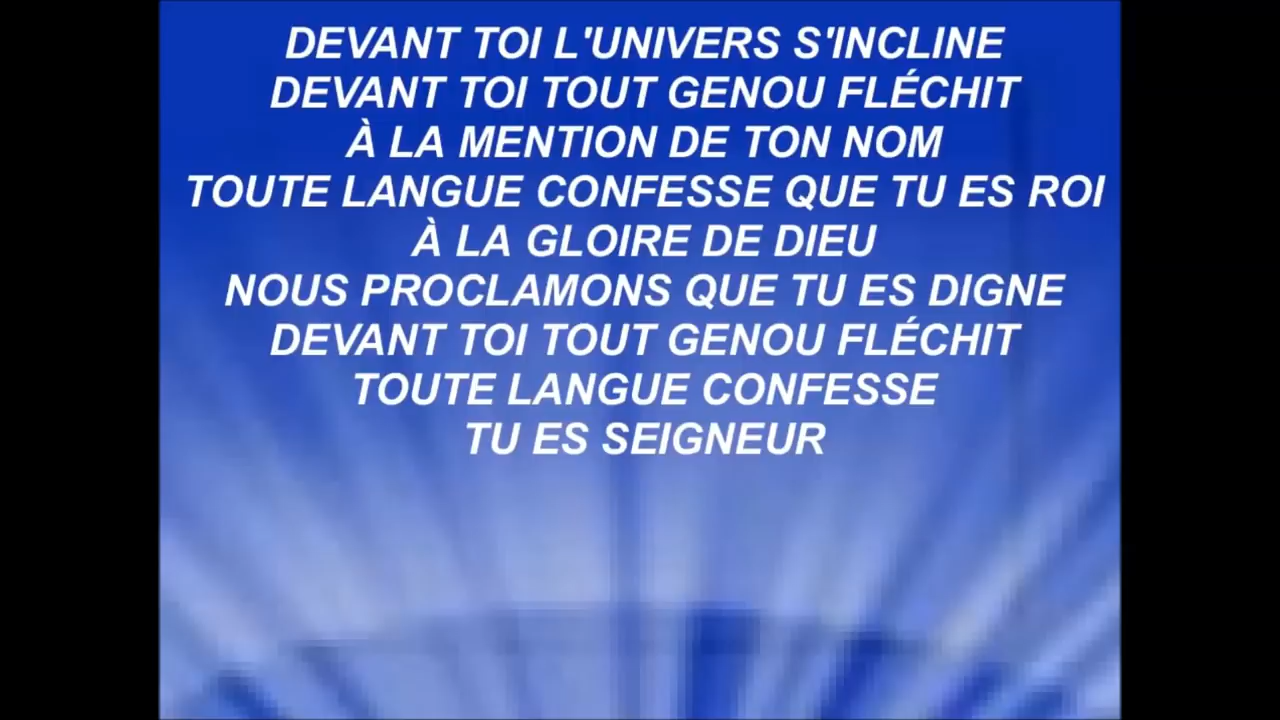 DEVANT TOI L'UNIVERS S'INCLINE
DEVANT TOI TOUT GENOU FLÉCHIT
À LA MENTION DE TON NOM
TOUTE LANGUE CONFESSE QUE TU ES ROI
À LA GLOIRE DE DIEU
NOUS PROCLAMONS QUE TU ES DIGNE
DEVANT TOI TOUT GENOU FLÉCHIT
TOUTE LANGUE CONFESSE
TU ES SEIGNEUR